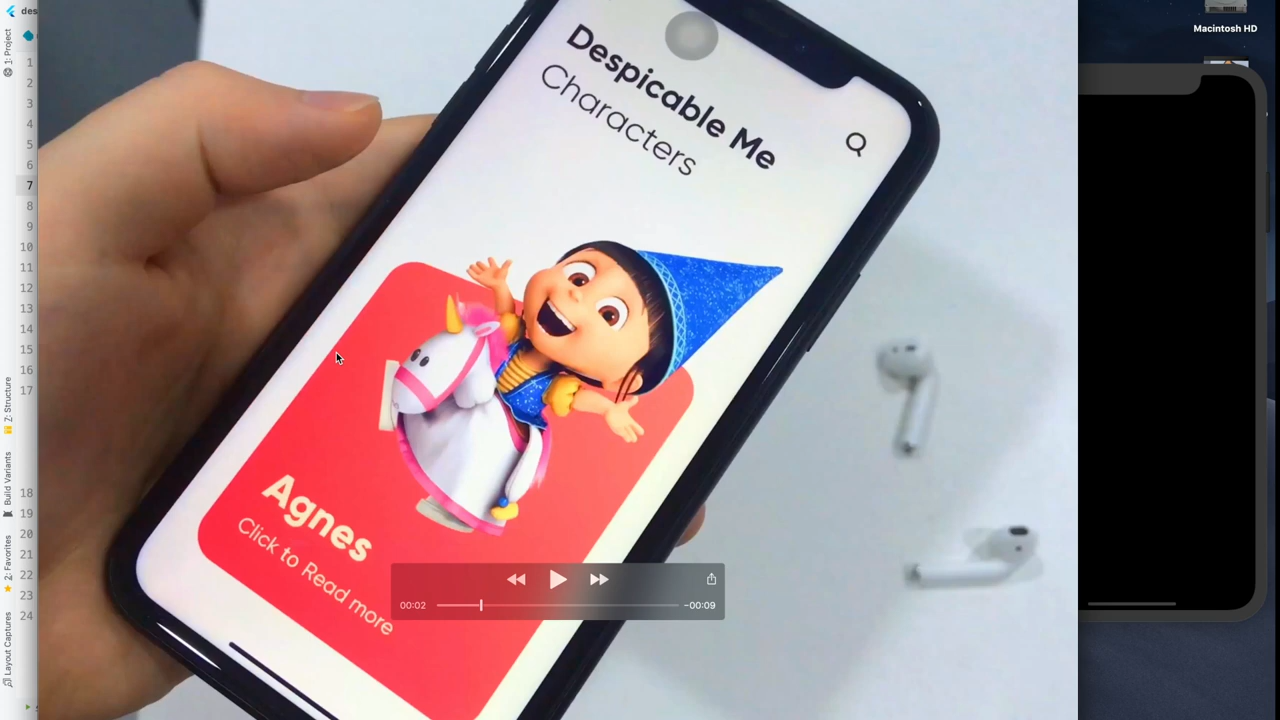 des
1: Project
1
2
3
4
5
6
7
8
9
10
11
12
13
14
15
16
17
18
19
20
21
22
23
24
Z: Structure
Build Variants
2: Favorites
Layout Captures
Despicable Me
Characters
Agnes
Click to Read more
00:02
-00:09
Macintosh HD